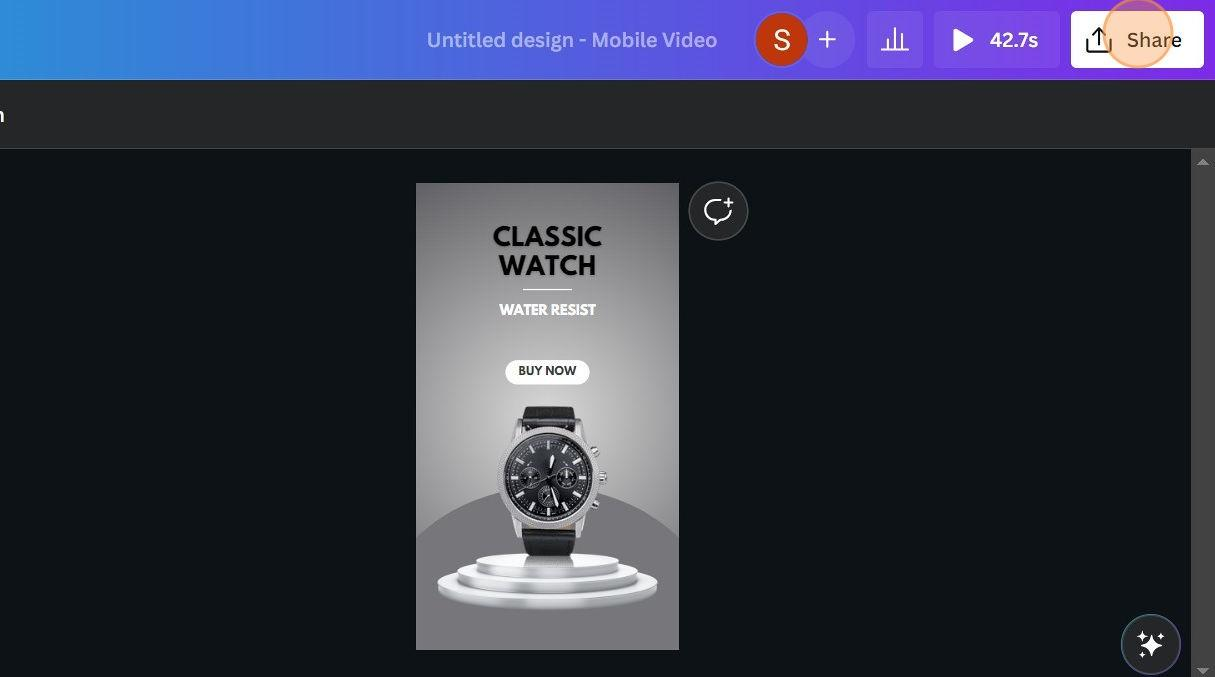 Untitled design - Mobile Video
S
+
42.7s
Share
CLASSIC
WATCH
WATER RESIST
BUY NOW